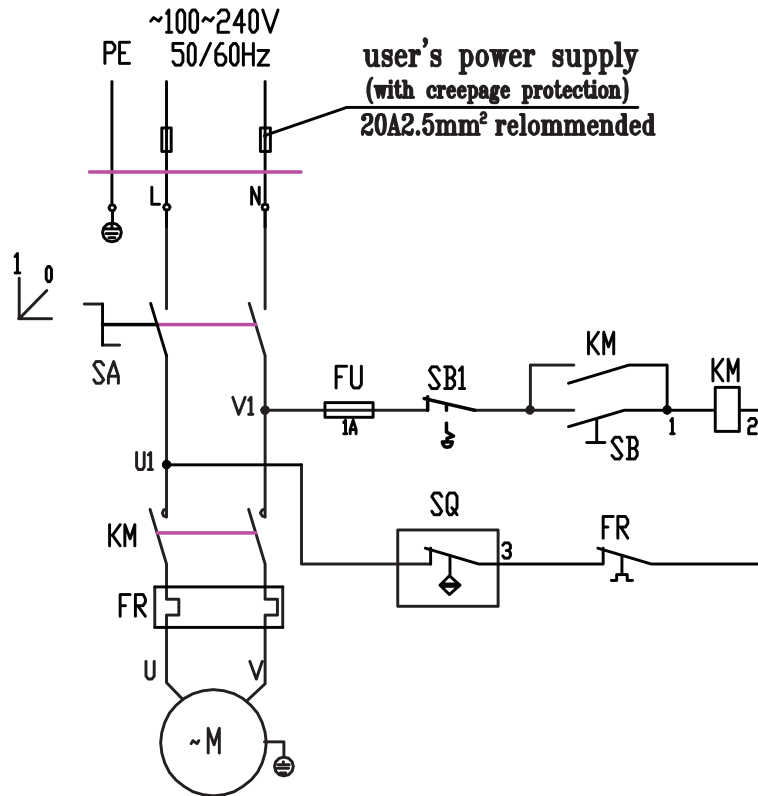 ~100~240V
50/60Hz
PE
user's power supply
(with creepage protection)
20A2.5mm² relommended
L
N
1
0
SA
KM
FU
SB1
KM
V1
1A
1
2
SB
U1
SQ
KM
3
FR
FR
U
V
~M